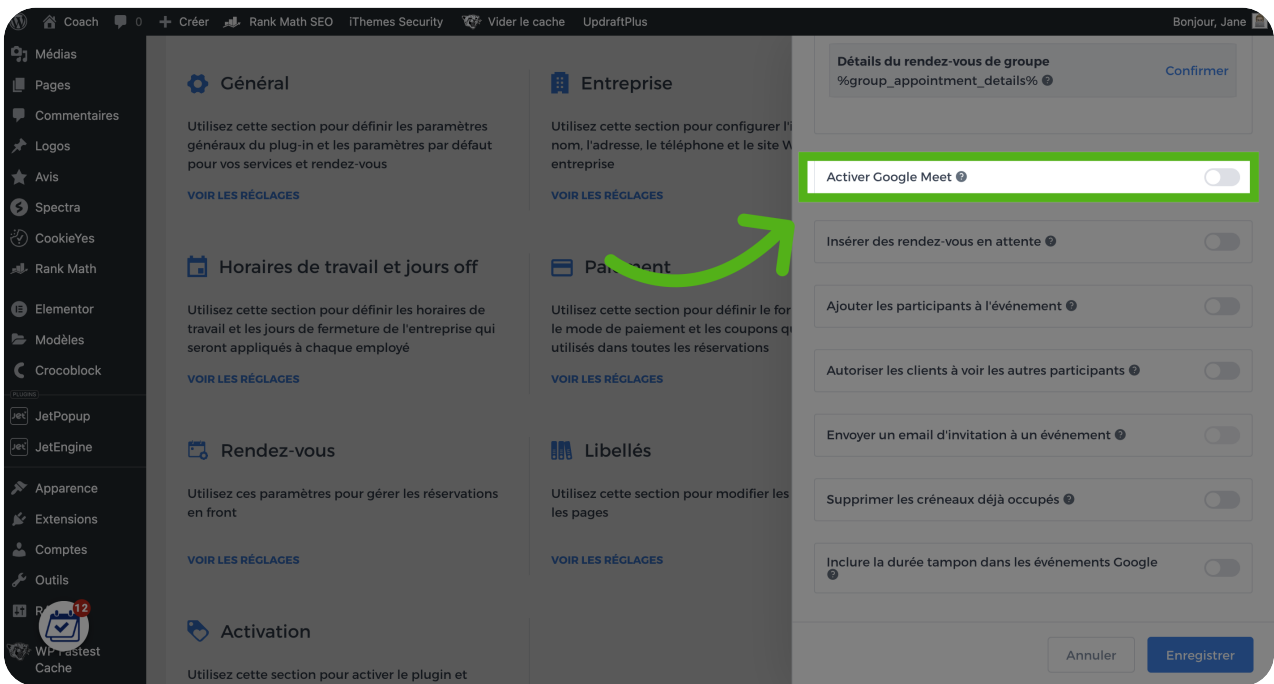 Coach
0
Créer
Rank Math SEO
iThemes Security
Vider le cache
UpdraftPlus
Bonjour, Jane
Médias
Pages
Commentaires
Logos
Avis
Spectra
CookieYes
Rank Math
Elementor
Modèles
Crocoblock
PLUGINS
JetPopup
JetEngine
Apparence
Extensions
Comptes
Outils
12
WP Fastest
Cache
Général
Utilisez cette section pour définir les paramètres
généraux du plug-in et les paramètres par défaut
pour vos services et rendez-vous
VOIR LES RÉGLAGES
Entreprise
Utilisez cette section pour configurer l'i
nom, l'adresse, le téléphone et le site W
entreprise
VOIR LES RÉGLAGES
Horaires de travail et jours off
Utilisez cette section pour définir les horaires de
travail et les jours de fermeture de l'entreprise qui
seront appliqués à chaque employé
VOIR LES RÉGLAGES
Paiement
Utilisez cette section pour définir le for
le mode de paiement et les coupons qu
utilisés dans toutes les réservations
VOIR LES RÉGLAGES
Rendez-vous
Utilisez ces paramètres pour gérer les réservations
en front
VOIR LES RÉGLAGES
Libellés
Utilisez cette section pour modifier les
les pages
VOIR LES RÉGLAGES
Activation
Utilisez cette section pour activer le plugin et
Détails du rendez-vous de groupe
%group_appointment_details%
Confirmer
Activer Google Meet
Insérer des rendez-vous en attente
Ajouter les participants à l'événement
Autoriser les clients à voir les autres participants
Envoyer un email d'invitation à un événement
Supprimer les créneaux déjà occupés
Inclure la durée tampon dans les événements Google
Annuler
Enregistrer